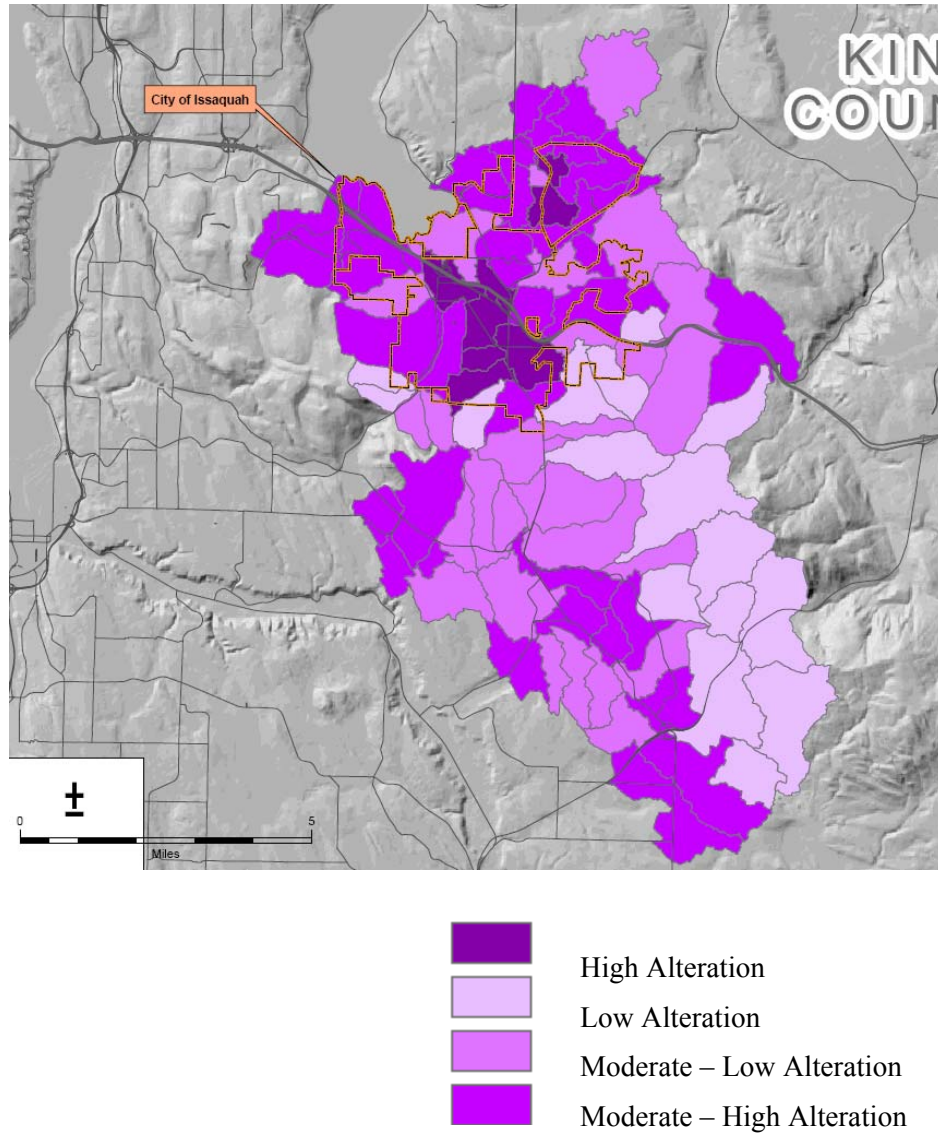 KIN
COUN
City of Issaquah
±
0 5
Miles
High Alteration
Low Alteration
Moderate – Low Alteration
Moderate – High Alteration